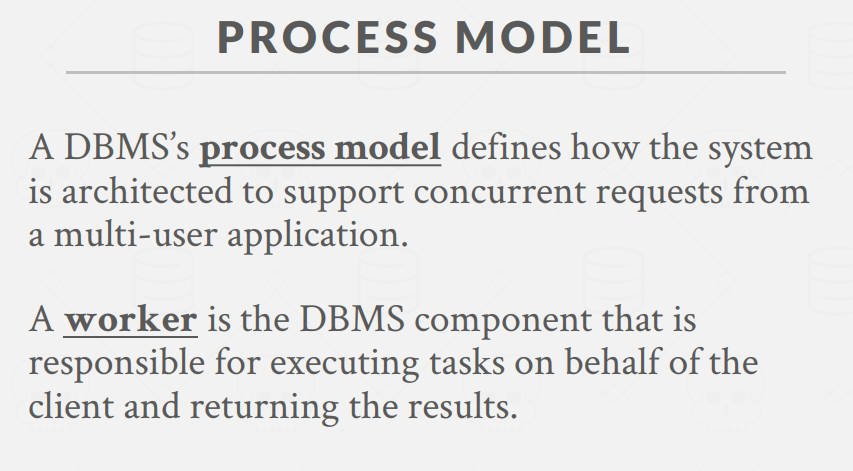 PROCESS MODEL
A DBMS’s process model defines how the system
is architected to support concurrent requests from
a multi-user application.
A worker is the DBMS component that is
responsible for executing tasks on behalf of the
client and returning the results.